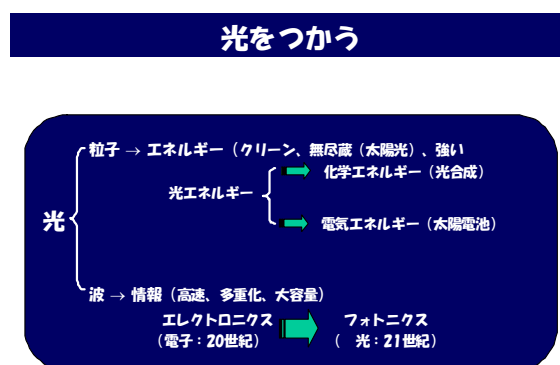 光をつかう
粒子 → エネルギー（クリーン、無尽蔵（太陽光）、強い
化学エネルギー（光合成）
光エネルギー
電気エネルギー（太陽電池）
光
波 → 情報（高速、多重化、大容量）
エレクトロニクス フォトニクス
（電子：20世紀） （ 光：21世紀）